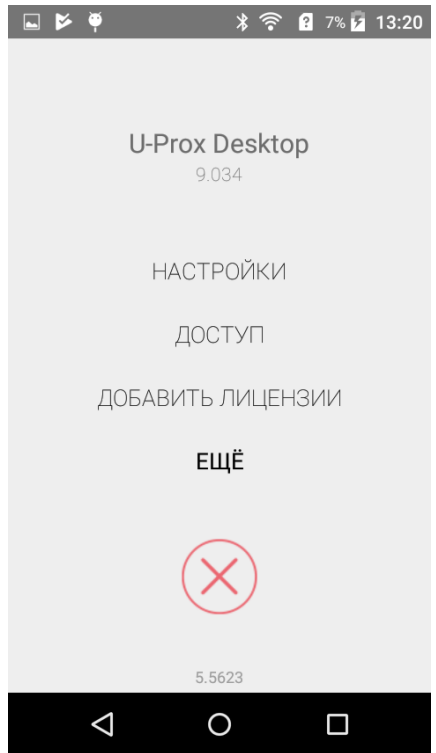 7% 13:20
U-Prox Desktop
9.034
НАСТРОЙКИ
ДОСТУП
ДОБАВИТЬ ЛИЦЕНЗИИ
ЕЩЁ
5.5623